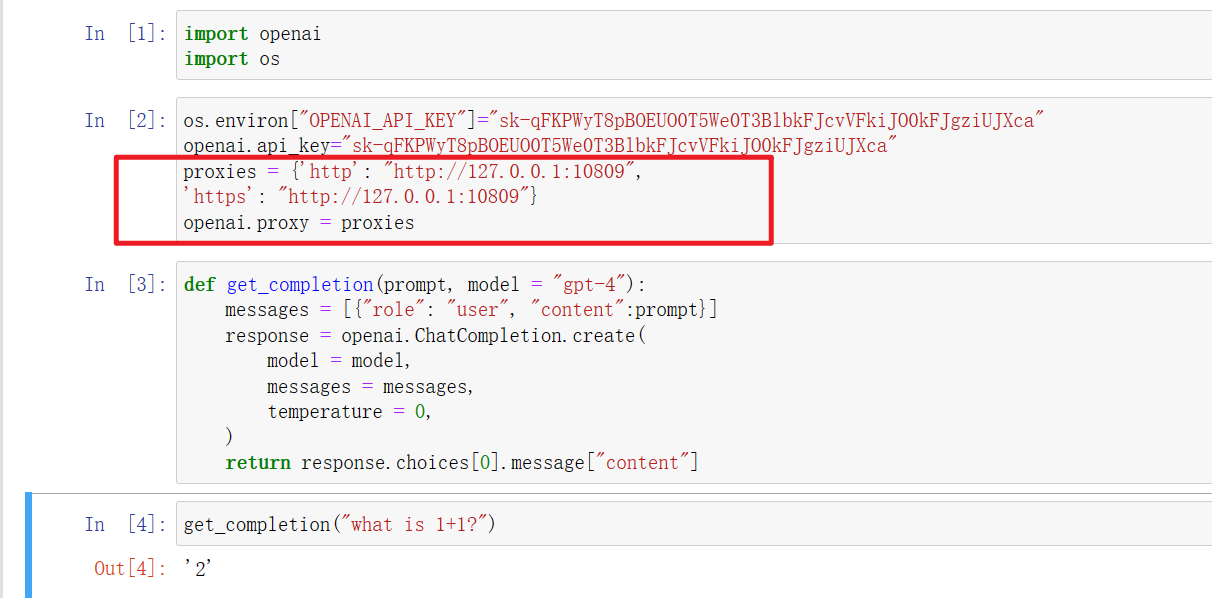 In [1]: import openai
import os
In [2]: os.environ["OPENAI_API_KEY"]="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"
openai.api_key="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"
proxies = {'http': "http://127.0.0.1:10809",
'https': "http://127.0.0.1:10809"}
openai.proxy = proxies
In [3]: def get_completion(prompt, model = "gpt-4"):
messages = [{"role": "user", "content":prompt}]
response = openai.ChatCompletion.create(
model = model,
messages = messages,
temperature = 0,
)
return response.choices[0].message["content"]
In [4]: get_completion("what is 1+1?")
Out[4]: '2'